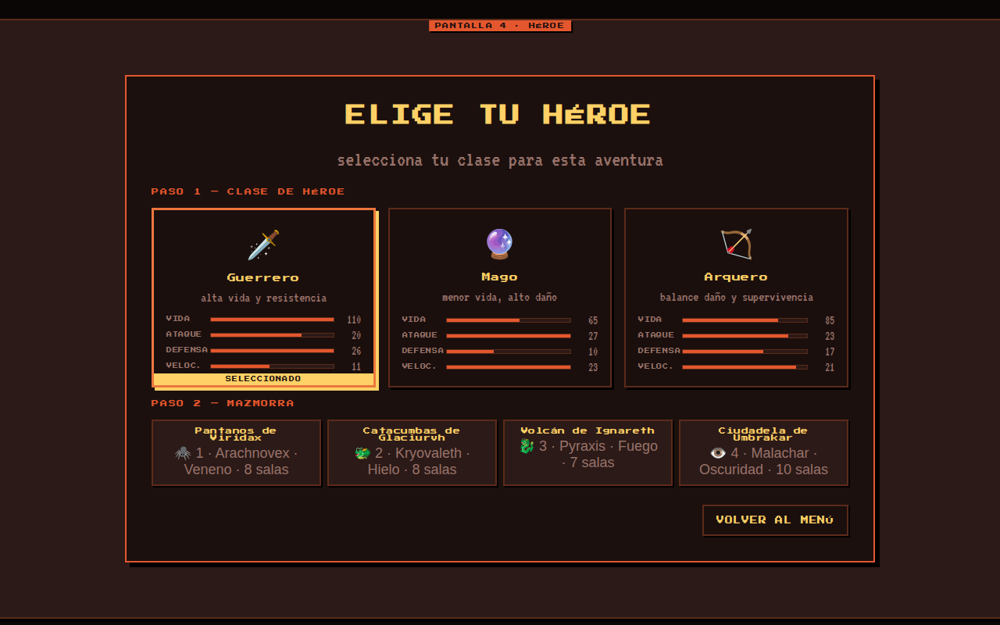 PANTALLA 4 · HéROE
ELIGE TU HéROE
selecciona tu clase para esta aventura
PASO 1 — CLASE DE HéROE
Guerrero
alta vida y resistencia
VIDA 110
ATAQUE 20
DEFENSA 26
VELOC. 11
SELECCIONADO
Mago
menor vida, alto daño
VIDA 65
ATAQUE 27
DEFENSA 10
VELOC. 23
Arquero
balance daño y supervivencia
VIDA 85
ATAQUE 23
DEFENSA 17
VELOC. 21
PASO 2 — MAZMORRA
Pantanos de
Viridax
1 · Arachnovex ·
Veneno · 8 salas
Catacumbas de
Glaciurvh
2 · Kryovaleth ·
Hielo · 8 salas
Volcán de Ignareth
3 · Pyraxis · Fuego
· 7 salas
Ciudadela de
Umbrakar
4 · Malachar ·
Oscuridad · 10 salas
VOLVER AL MENú